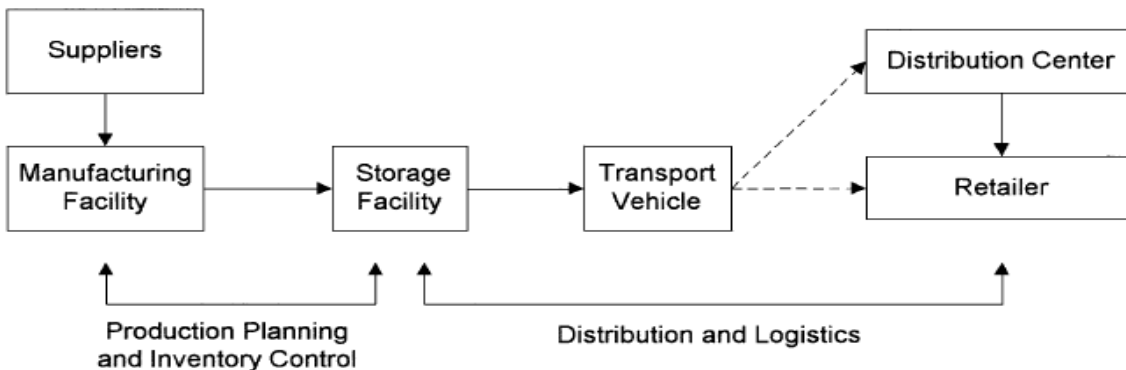 Suppliers
Distribution Center
Manufacturing
Facility
Storage
Facility
Transport
Vehicle
Retailer
Production Planning
and Inventory Control
Distribution and Logistics